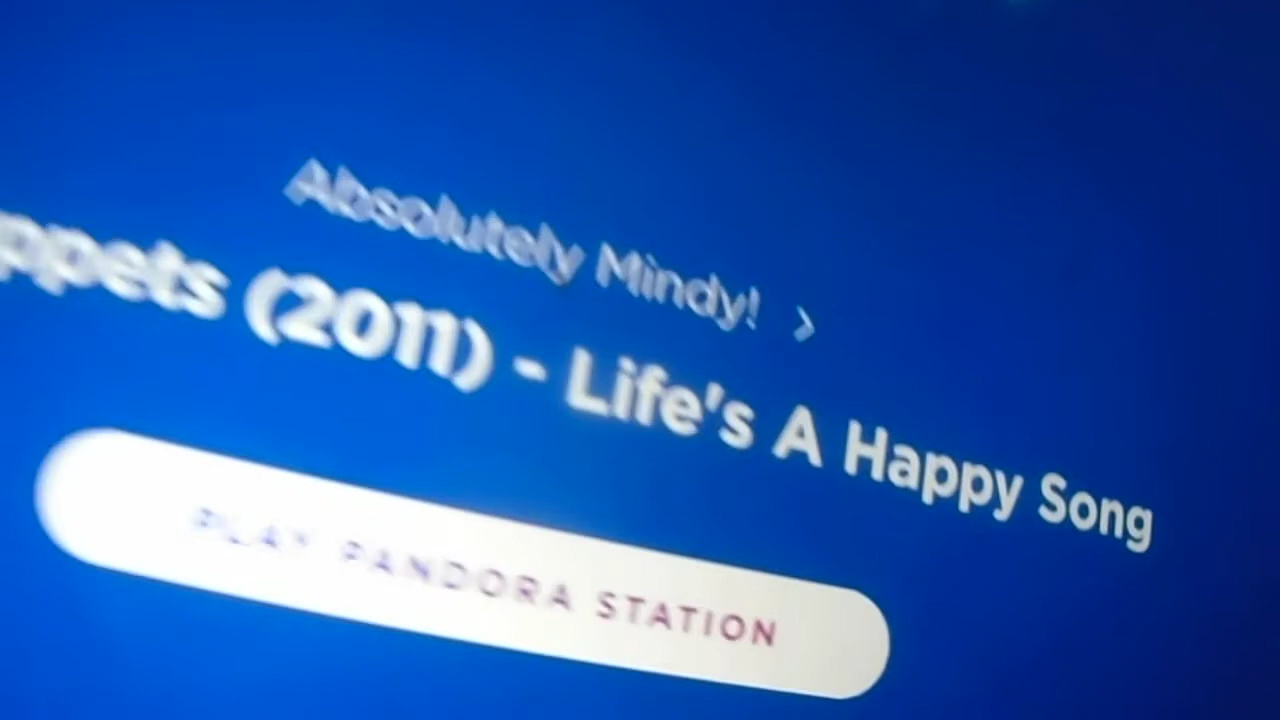 Absolutely Mindy! >
ppets (2011) - Life's A Happy Song
PLAY PANDORA STATION